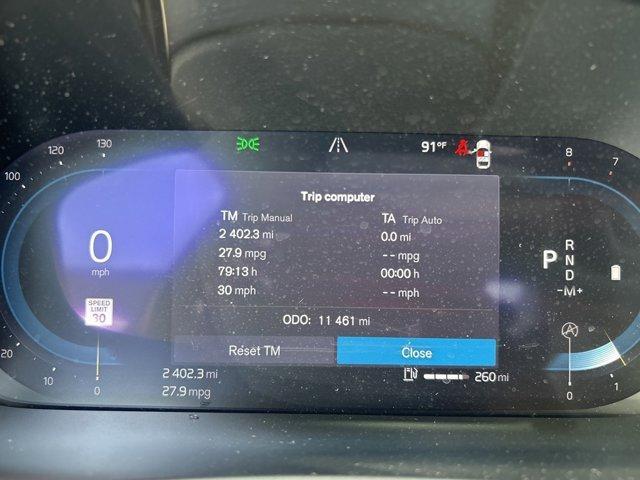 130
120
100
20
10
0
91°F
8
7
1
0
Trip computer
TM Trip Manual
TA Trip Auto
2 402.3 mi
0.0 mi
27.9 mpg
-- mpg
79:13 h
00:00 h
30 mph
-- mph
ODO: 11 461 mi
Reset TM
Close
0
mph
SPEED
LIMIT
30
P
R
N
D
-M+
A
2 402.3 mi
27.9 mpg
260 mi